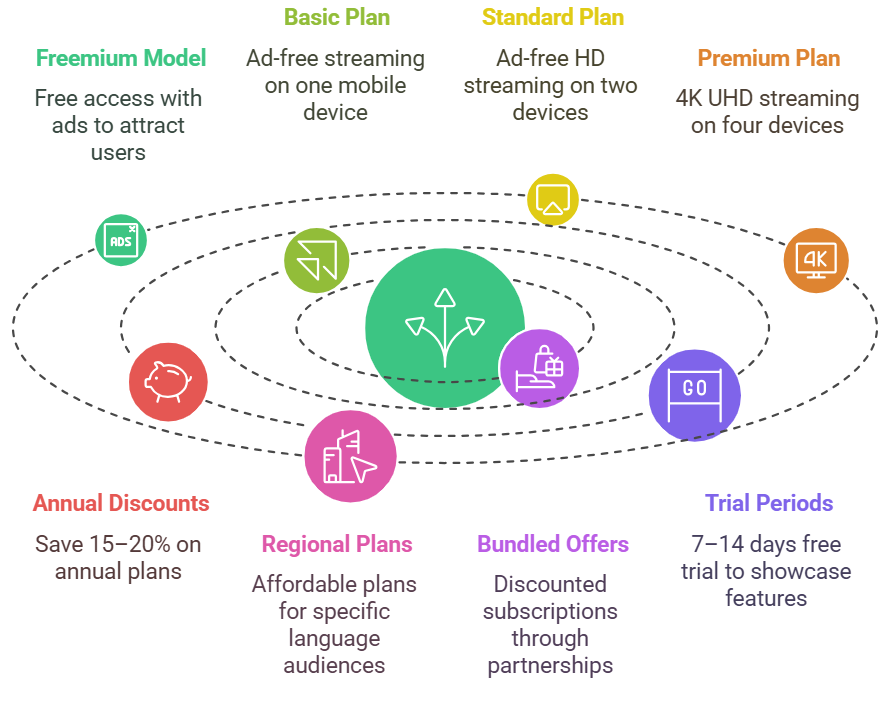 Freemium Model
Free access with
ads to attract
users
Basic Plan
Ad-free streaming
on one mobile
device
Standard Plan
Ad-free HD
streaming on two
devices
Premium Plan
4K UHD streaming
on four devices
ADS
4K
GO
Annual Discounts
Save 15–20% on
annual plans
Regional Plans
Affordable plans
for specific
language
audiences
Bundled Offers
Discounted
subscriptions
through
partnerships
Trial Periods
7–14 days free
trial to showcase
features